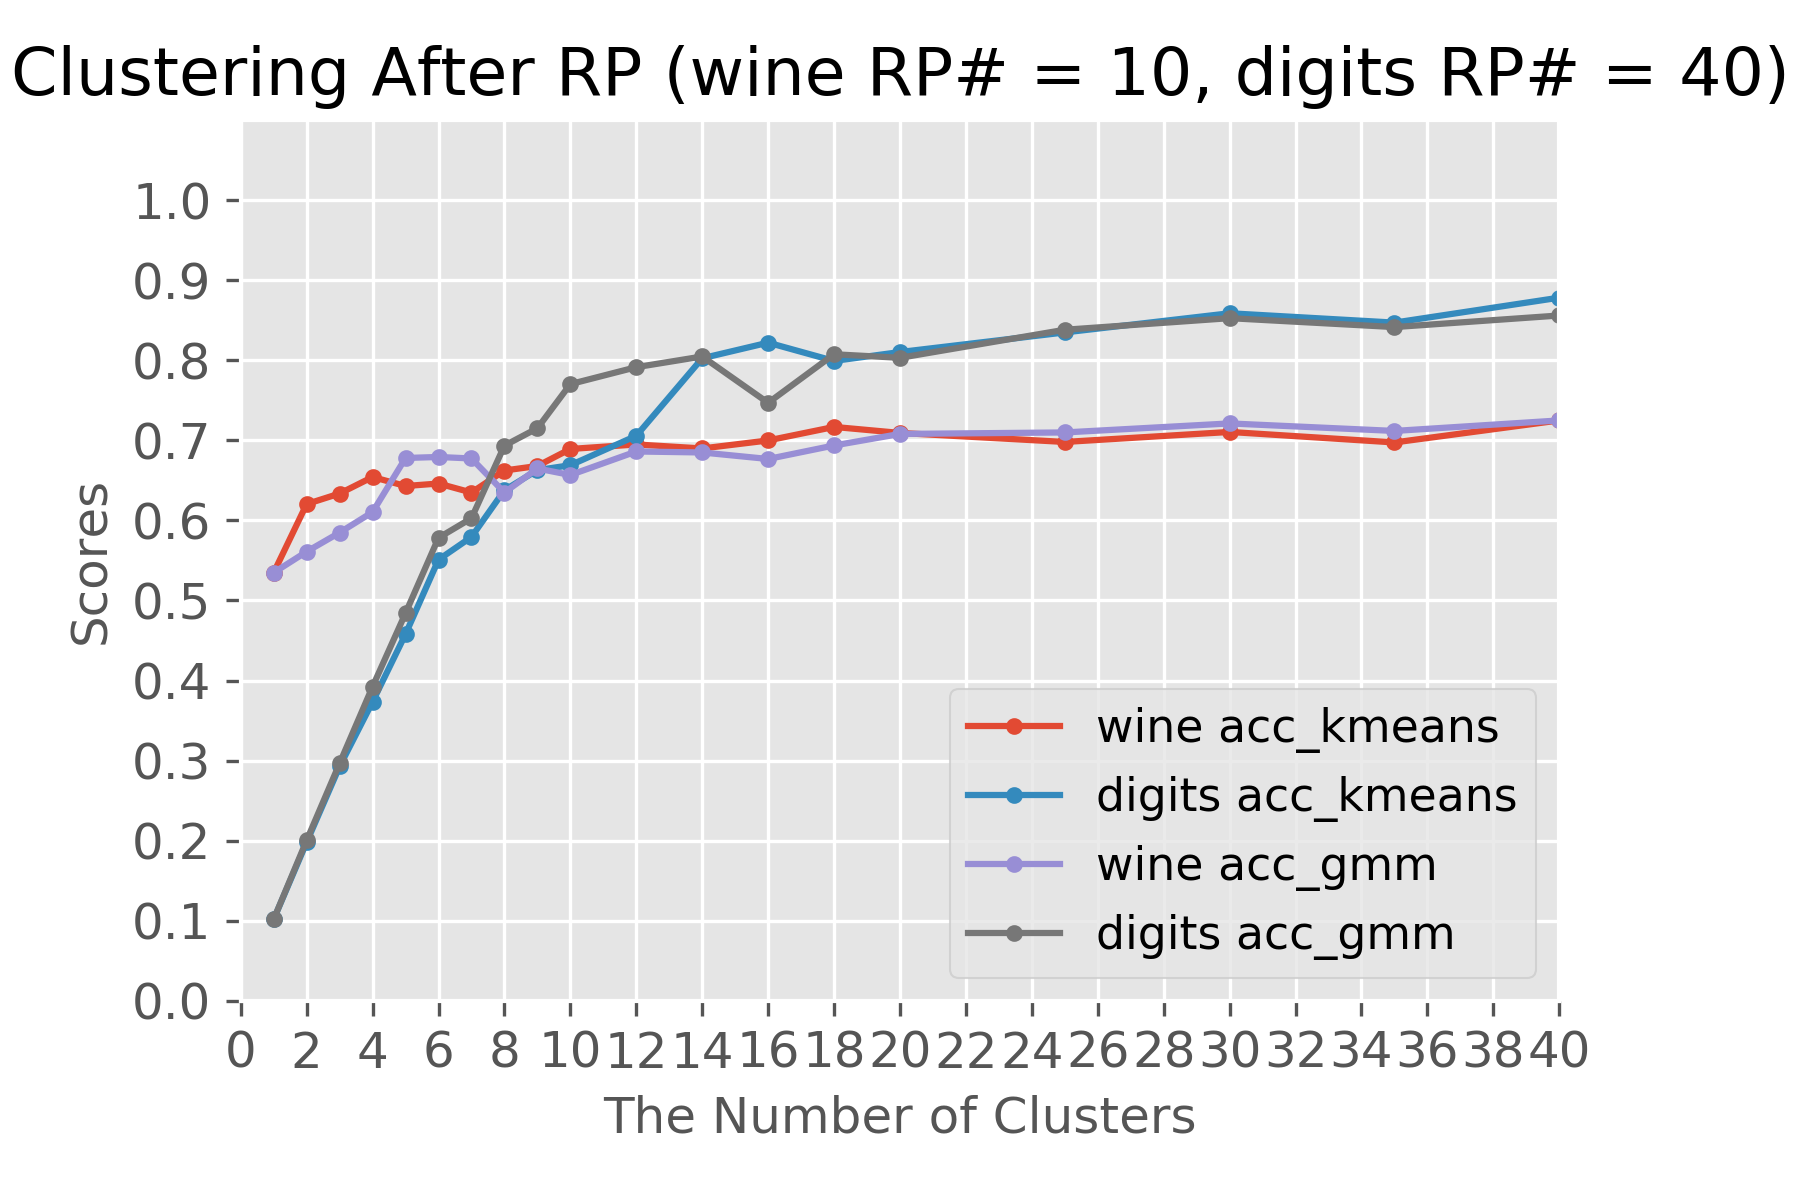 Clustering After RP (wine RP# = 10, digits RP# = 40)
1.0
0.9
0.8
0.7
0.6
0.5
0.4
0.3
0.2
0.1
0.0
Scores
wine acc_kmeans
digits acc_kmeans
wine acc_gmm
digits acc_gmm
0 2 4 6 8 10 12 14 16 18 20 22 24 26 28 30 32 34 36 38 40
The Number of Clusters